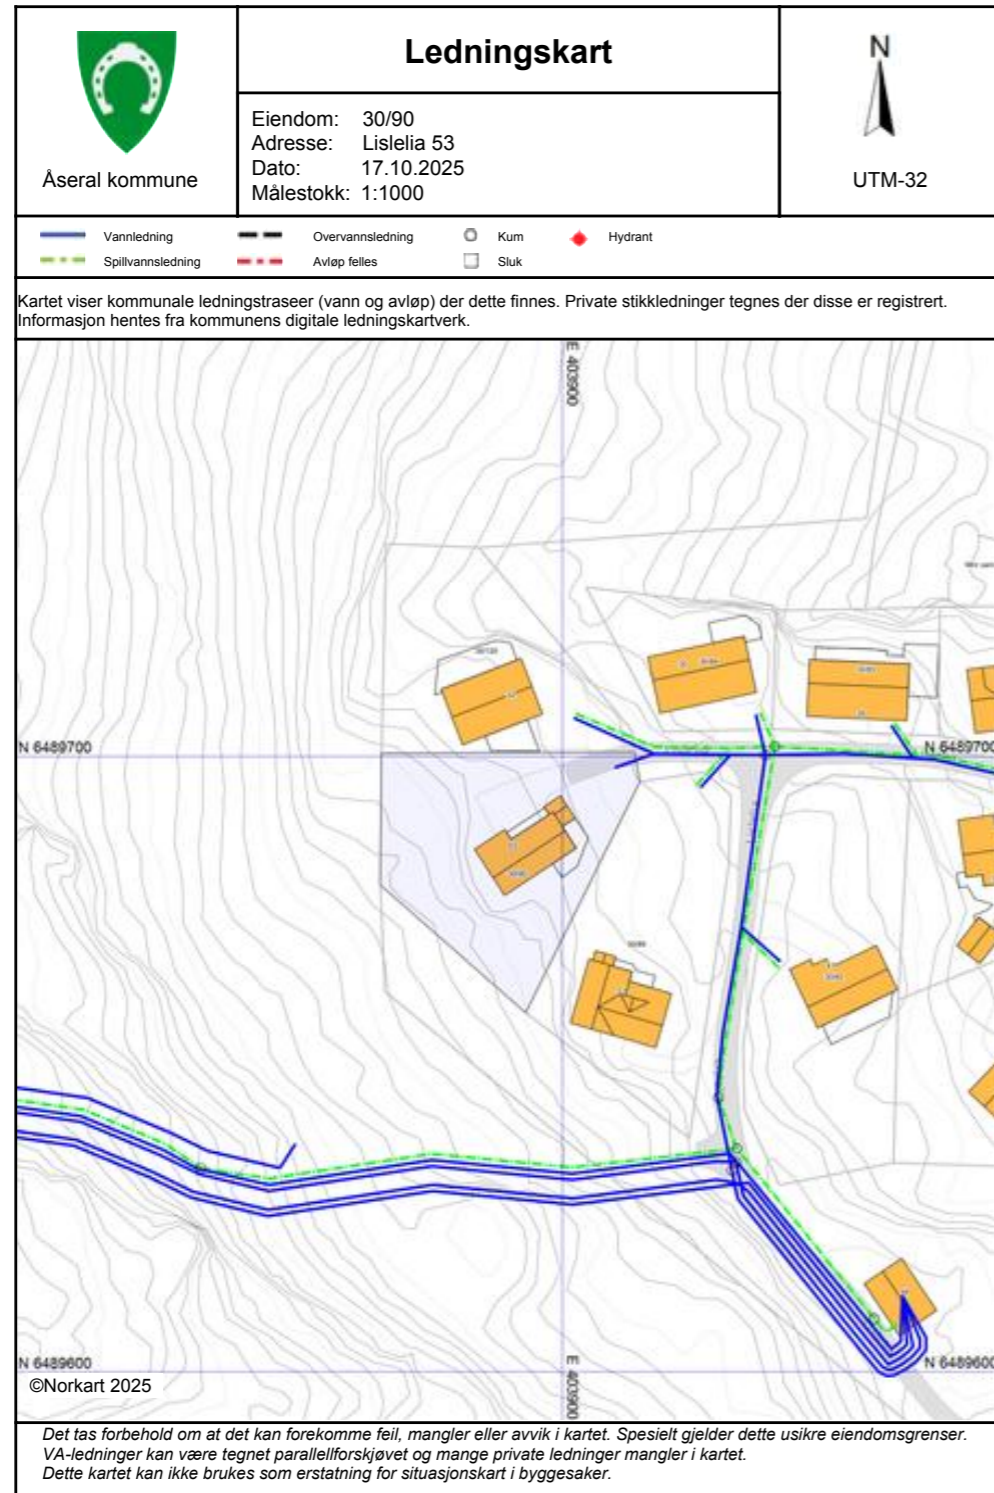 Ledningskart
Åseral kommune
Eiendom: 30/90
Adresse: Lislelia 53
Dato: 17.10.2025
Målestokk: 1:1000
N
UTM-32
Vannledning
Overvannsledning
Kum
Hydrant
Spillvannsledning
Avløp felles
Sluk
Kartet viser kommunale ledningstraseer (vann og avløp) der dette finnes. Private stikkledninger tegnes der disse er registrert.
Informasjon hentes fra kommunens digitale ledningskartverk.
E 403900
N 6489700
N 6489700
N 6489600
N 6489600
E 403900
©Norkart 2025
Det tas forbehold om at det kan forekomme feil, mangler eller avvik i kartet. Spesielt gjelder dette usikre eiendomsgrenser.
VA-ledninger kan være tegnet parallellforskjøvet og mange private ledninger mangler i kartet.
Dette kartet kan ikke brukes som erstatning for situasjonskart i byggesaker.